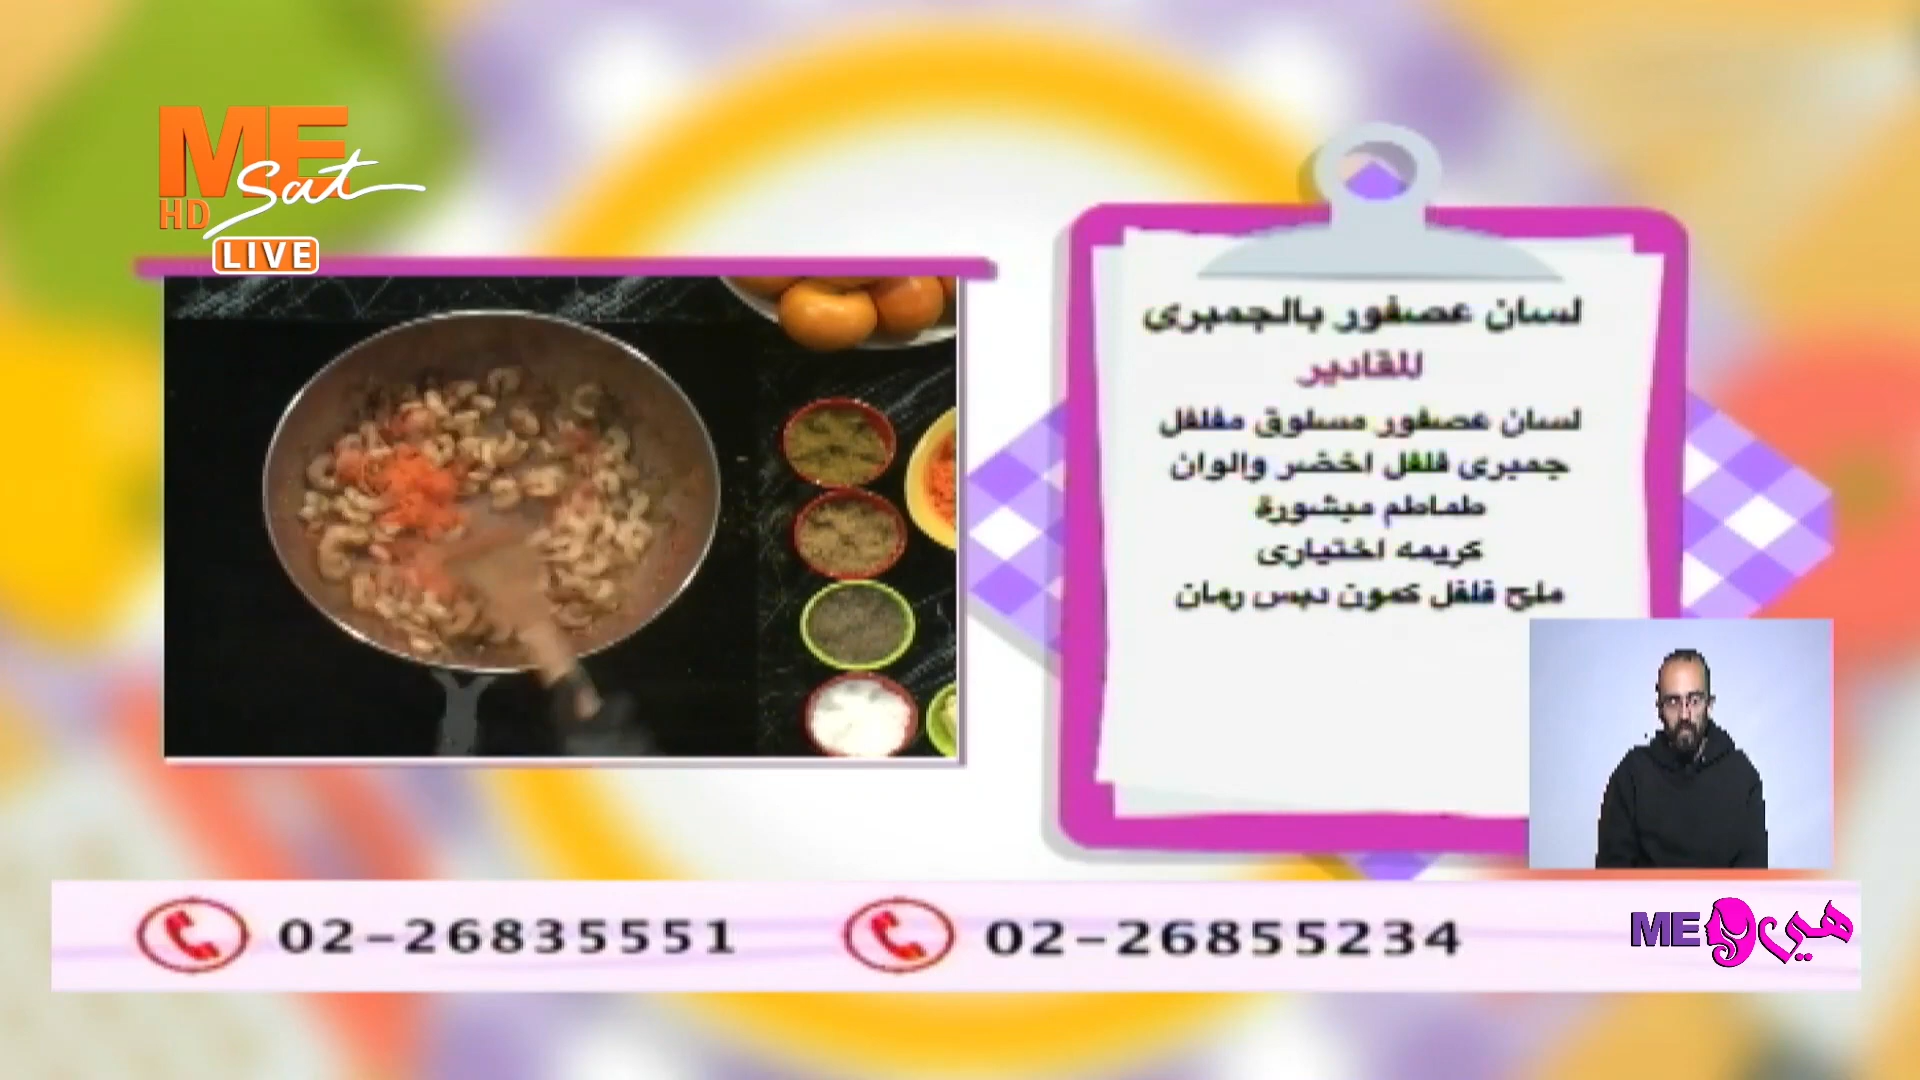 ME
Sat
HD
LIVE
لسان عصفور بالجمبرى
المقادير
لسان عصفور مسلوق مفلفل
جمبرى فلفل اخضر والوان
طماطم مبشورة
كريمه اختيارى
ملح فلفل كمون دبس رمان
02-26835551
02-26855234
ME هي